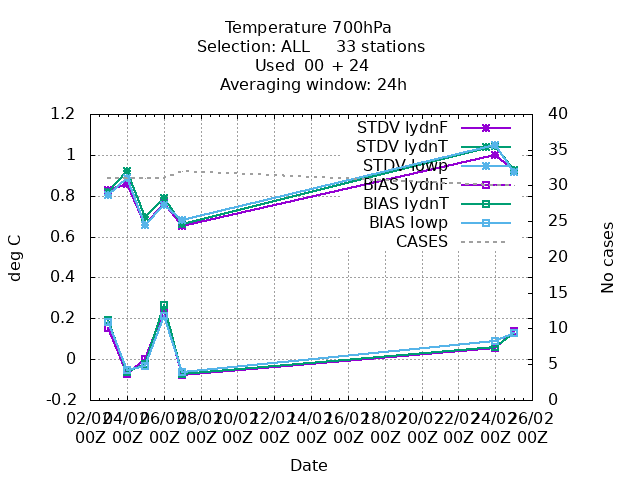 Temperature 700hPa
Selection: ALL 33 stations
Used 00 + 24
Averaging window: 24h
1.2
1
0.8
0.6
0.4
0.2
0
-0.2
deg C
40
35
30
25
20
15
10
5
0
No cases
STDV lydnF
STDV lydnT
STDV lowp
BIAS lydnF
BIAS lydnT
BIAS lowp
CASES
02/02 04/02 06/02 08/02 10/02 12/02 14/02 16/02 18/02 20/02 22/02 24/02 26/02
00Z 00Z 00Z 00Z 00Z 00Z 00Z 00Z 00Z 00Z 00Z 00Z 00Z
Date